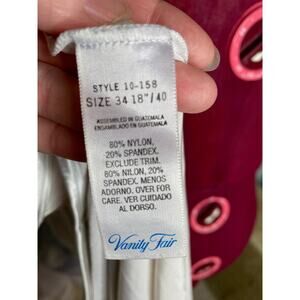 STYLE 10-158
SIZE 34 18"/40
ASSEMBLED IN GUATEMALA
ENSAMBLADO EN GUATEMALA
80% NYLON,
20% SPANDEX.
EXCLUDE TRIM.
80% NILON, 20%
SPANDEX. MENOS
ADORNO. OVER FOR
CARE. VER CUIDADO
AL DORSO.
Vanity Fair